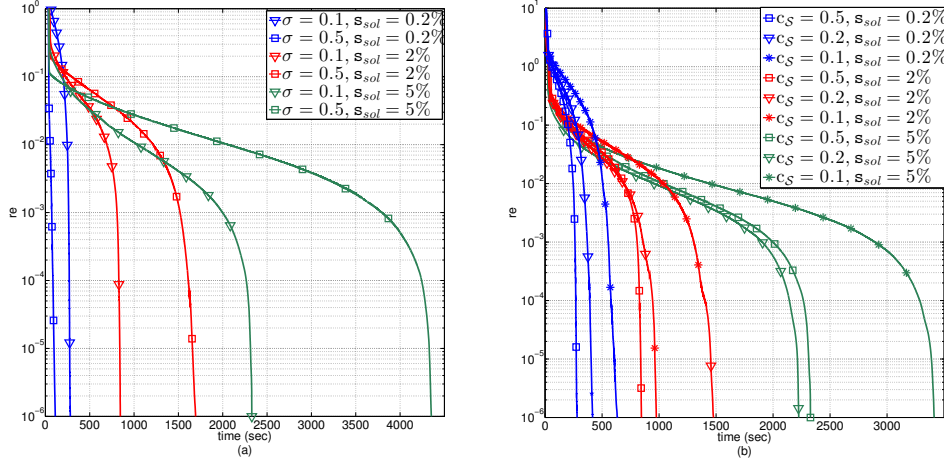 10^0
10^-1
10^-2
10^-3
10^-4
10^-5
10^-6
re
0 500 1000 1500 2000 2500 3000 3500 4000
time (sec)
(a)
σ = 0.1, s_sol = 0.2%
σ = 0.5, s_sol = 0.2%
σ = 0.1, s_sol = 2%
σ = 0.5, s_sol = 2%
σ = 0.1, s_sol = 5%
σ = 0.5, s_sol = 5%
10^1
10^0
10^-1
10^-2
10^-3
10^-4
10^-5
10^-6
re
0 500 1000 1500 2000 2500 3000
time (sec)
(b)
c_S = 0.5, s_sol = 0.2%
c_S = 0.2, s_sol = 0.2%
c_S = 0.1, s_sol = 0.2%
c_S = 0.5, s_sol = 2%
c_S = 0.2, s_sol = 2%
c_S = 0.1, s_sol = 2%
c_S = 0.5, s_sol = 5%
c_S = 0.2, s_sol = 5%
c_S = 0.1, s_sol = 5%